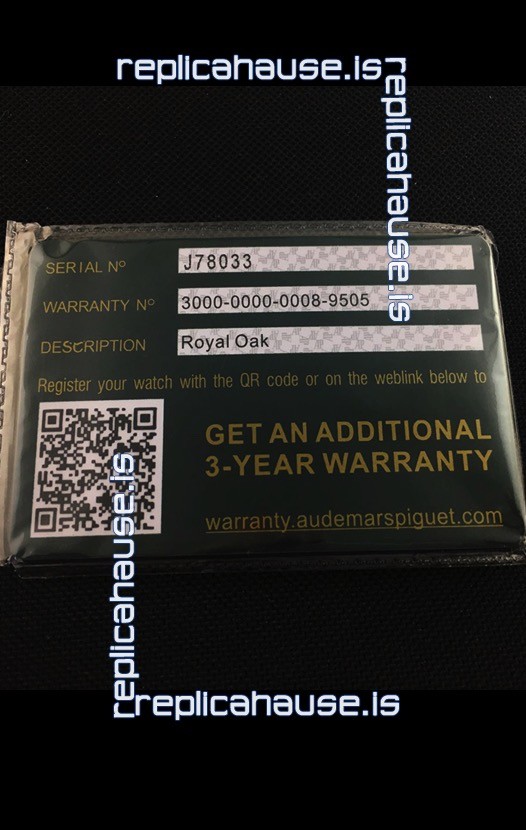 replicahause.is
replicahause.is
SERIAL Nº J78033
WARRANTY Nº 3000-0000-0008-9505
DESCRIPTION Royal Oak
Register your watch with the QR code or on the weblink below to
GET AN ADDITIONAL
3-YEAR WARRANTY
warranty.audemarspiguet.com
replicahause.is
replicahause.is